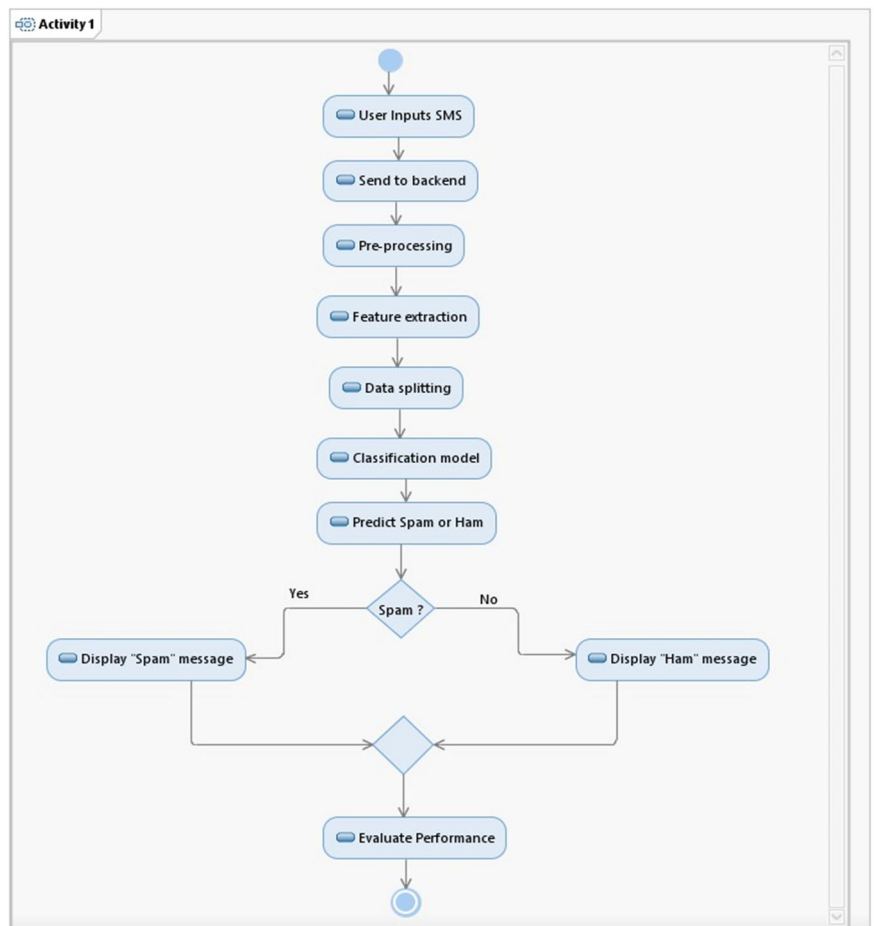 Activity 1
User Inputs SMS
Send to backend
Pre-processing
Feature extraction
Data splitting
Classification model
Predict Spam or Ham
Yes
Spam ?
No
Display "Spam" message
Display "Ham" message
Evaluate Performance